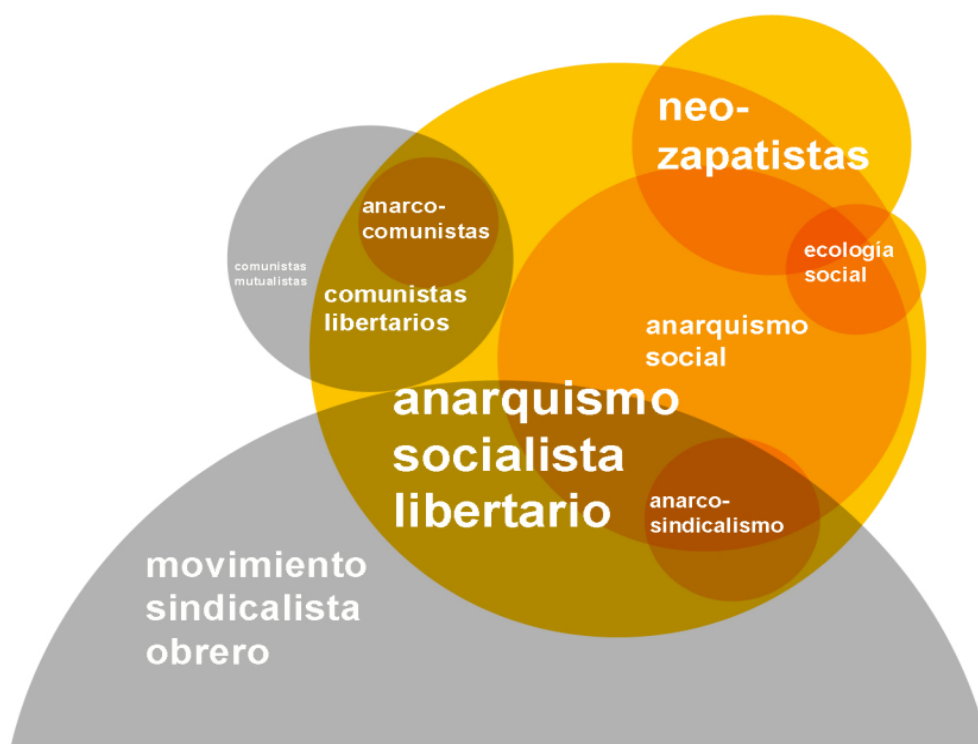 neo-
zapatistas
anarco-
comunistas
ecología
social
comunistas
mutualistas
comunistas
libertarios
anarquismo
social
anarquismo
socialista
libertario
anarco-
sindicalismo
movimiento
sindicalista
obrero